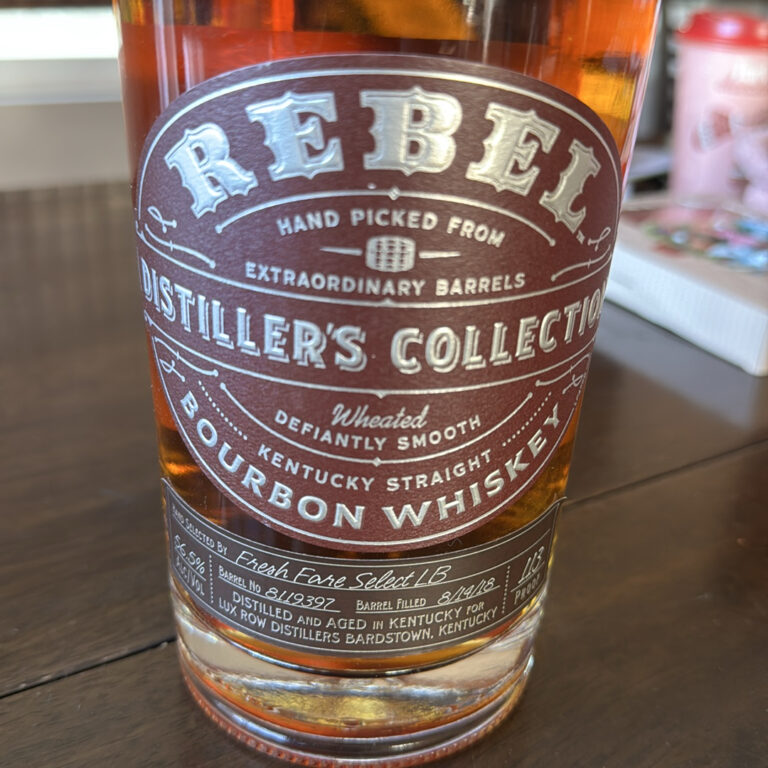 REBEL
HAND PICKED FROM
EXTRAORDINARY BARRELS
DISTILLER'S COLLECTION
Wheated
DEFIANTLY SMOOTH
KENTUCKY STRAIGHT
BOURBON WHISKEY
HAND SELECTED BY Fresh Fare Select LB
56.5% ALC/VOL
BARREL NO 8119397 BARREL FILLED 8/14/18
113 PROOF
DISTILLED AND AGED IN KENTUCKY FOR
LUX ROW DISTILLERS BARDSTOWN, KENTUCKY